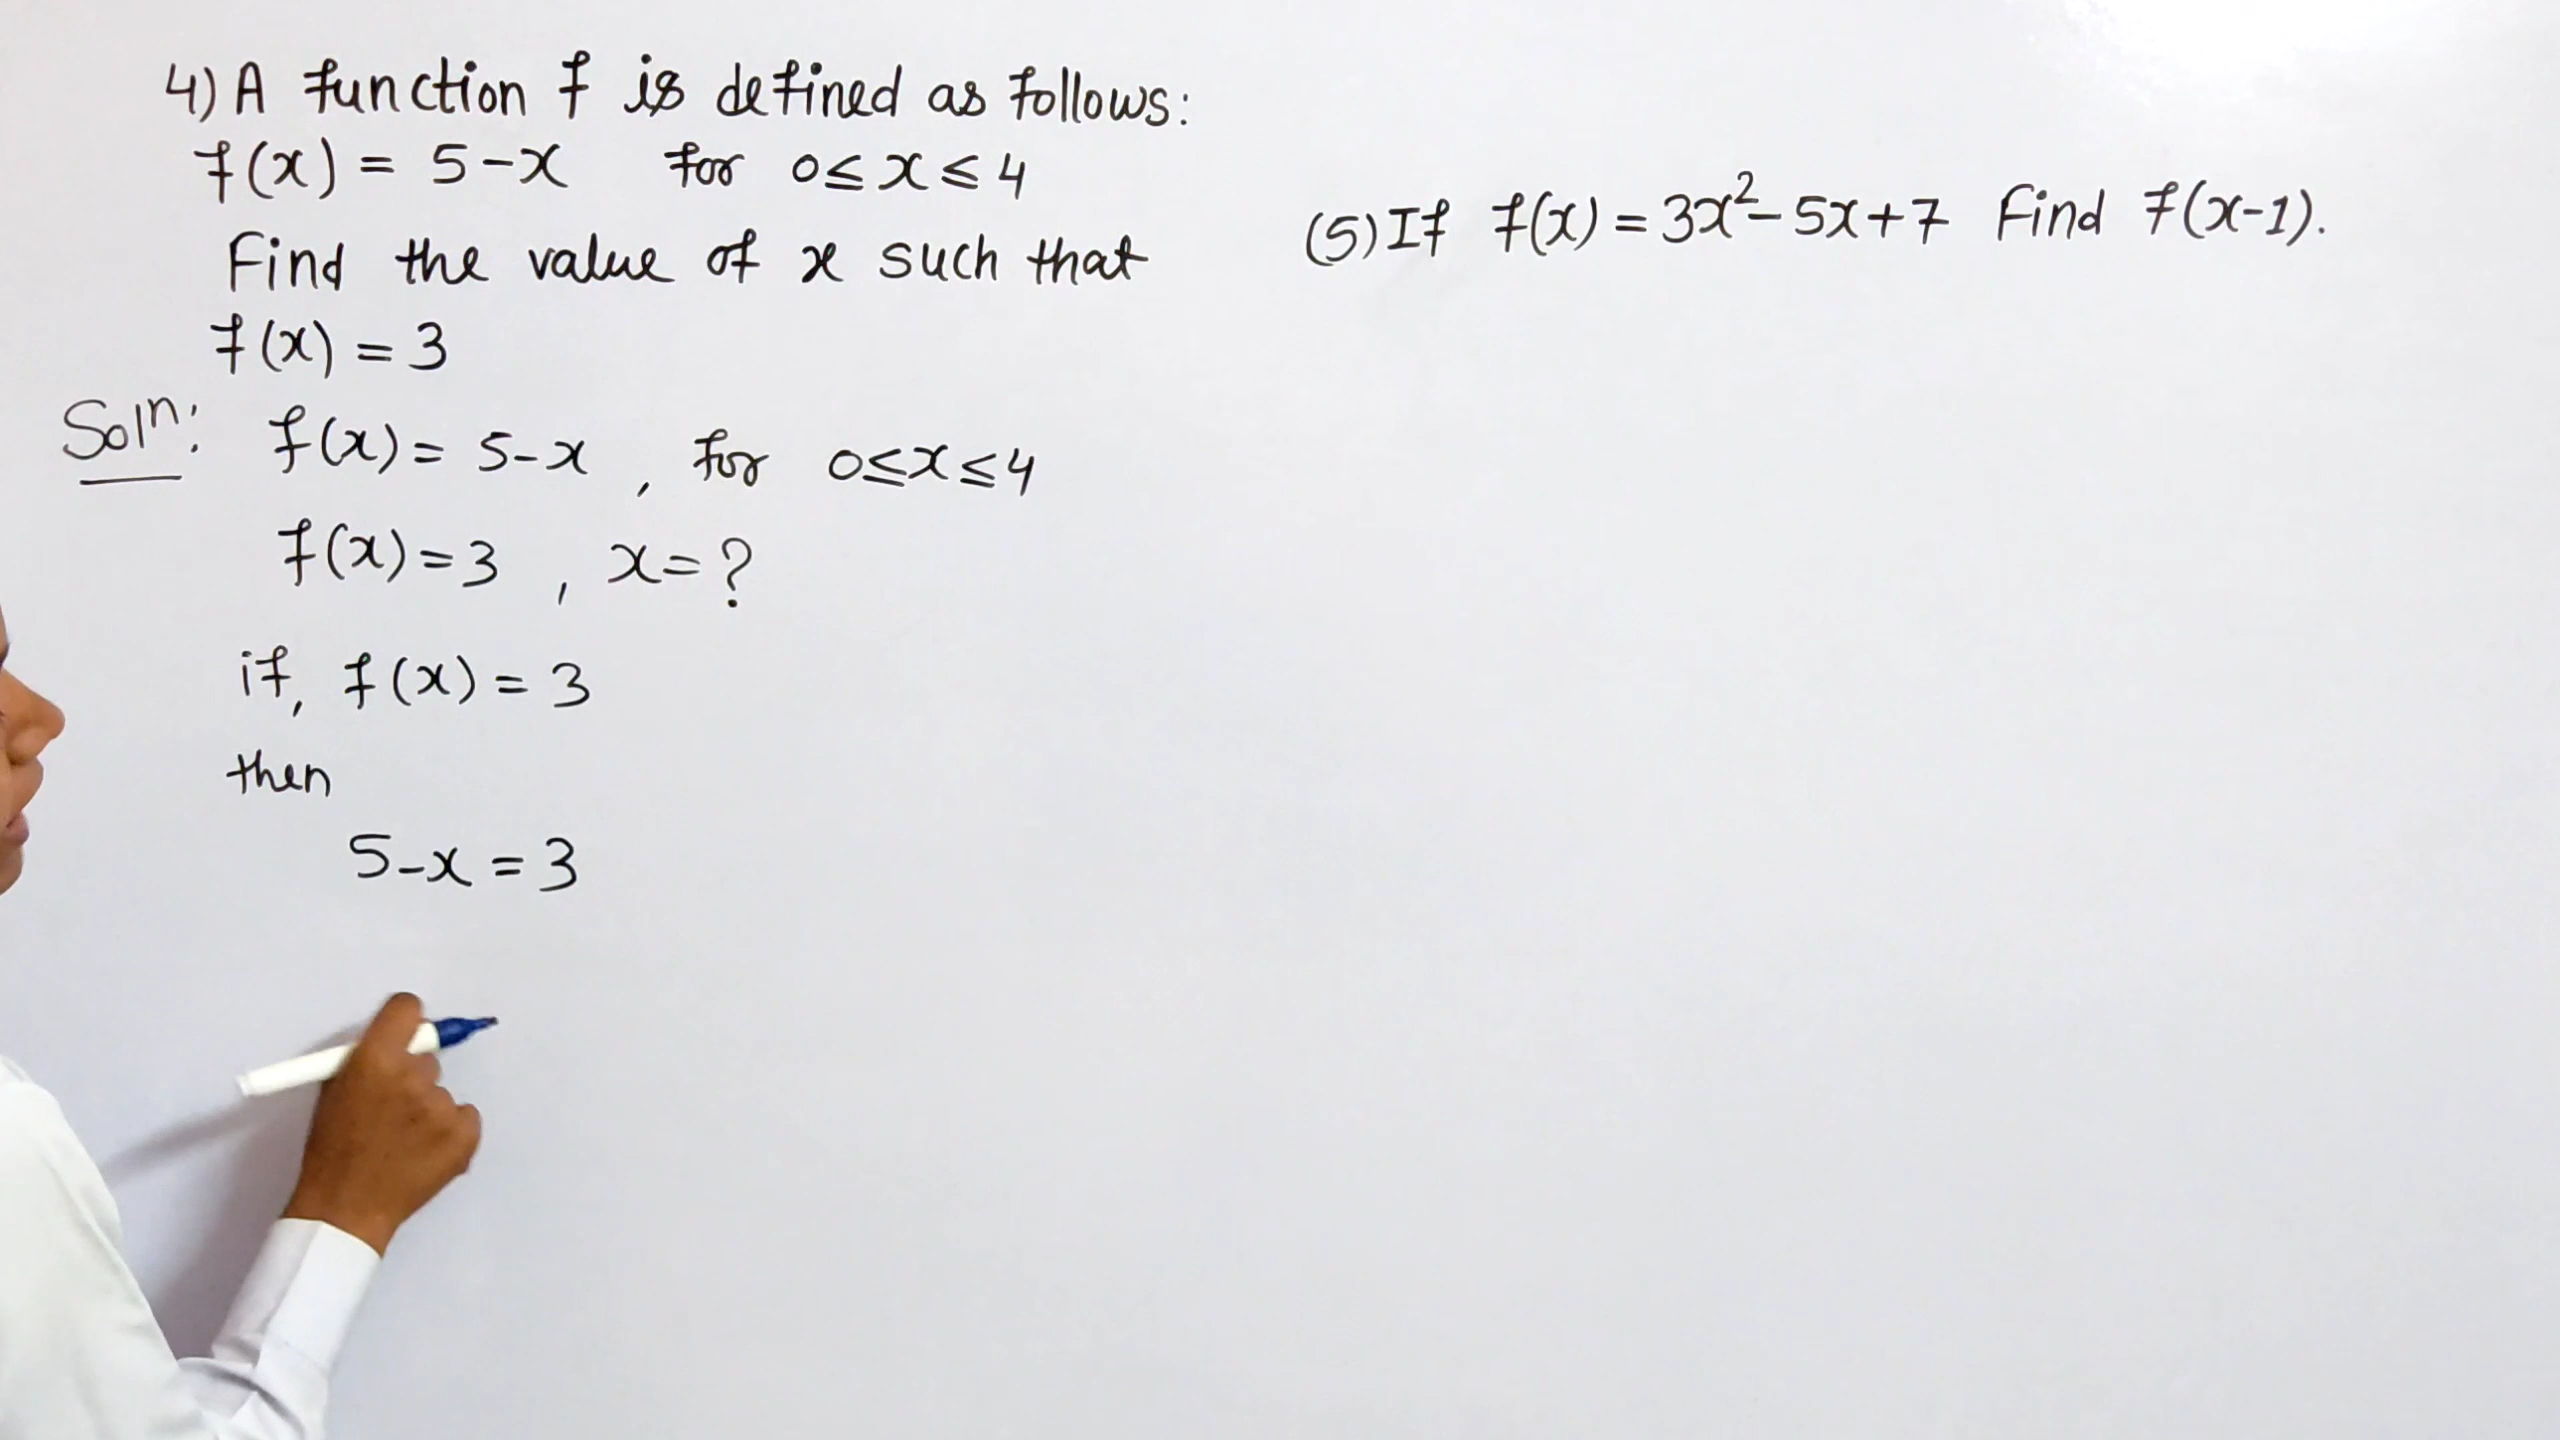 4) A function f is defined as follows:
f(x) = 5-x for 0≤x≤4
Find the value of x such that
f(x) = 3
Solⁿ: f(x) = 5-x , for 0≤x≤4
f(x) = 3 , x = ?
if, f(x) = 3
then
5-x = 3
(5) If f(x) = 3x²-5x+7 Find f(x-1).